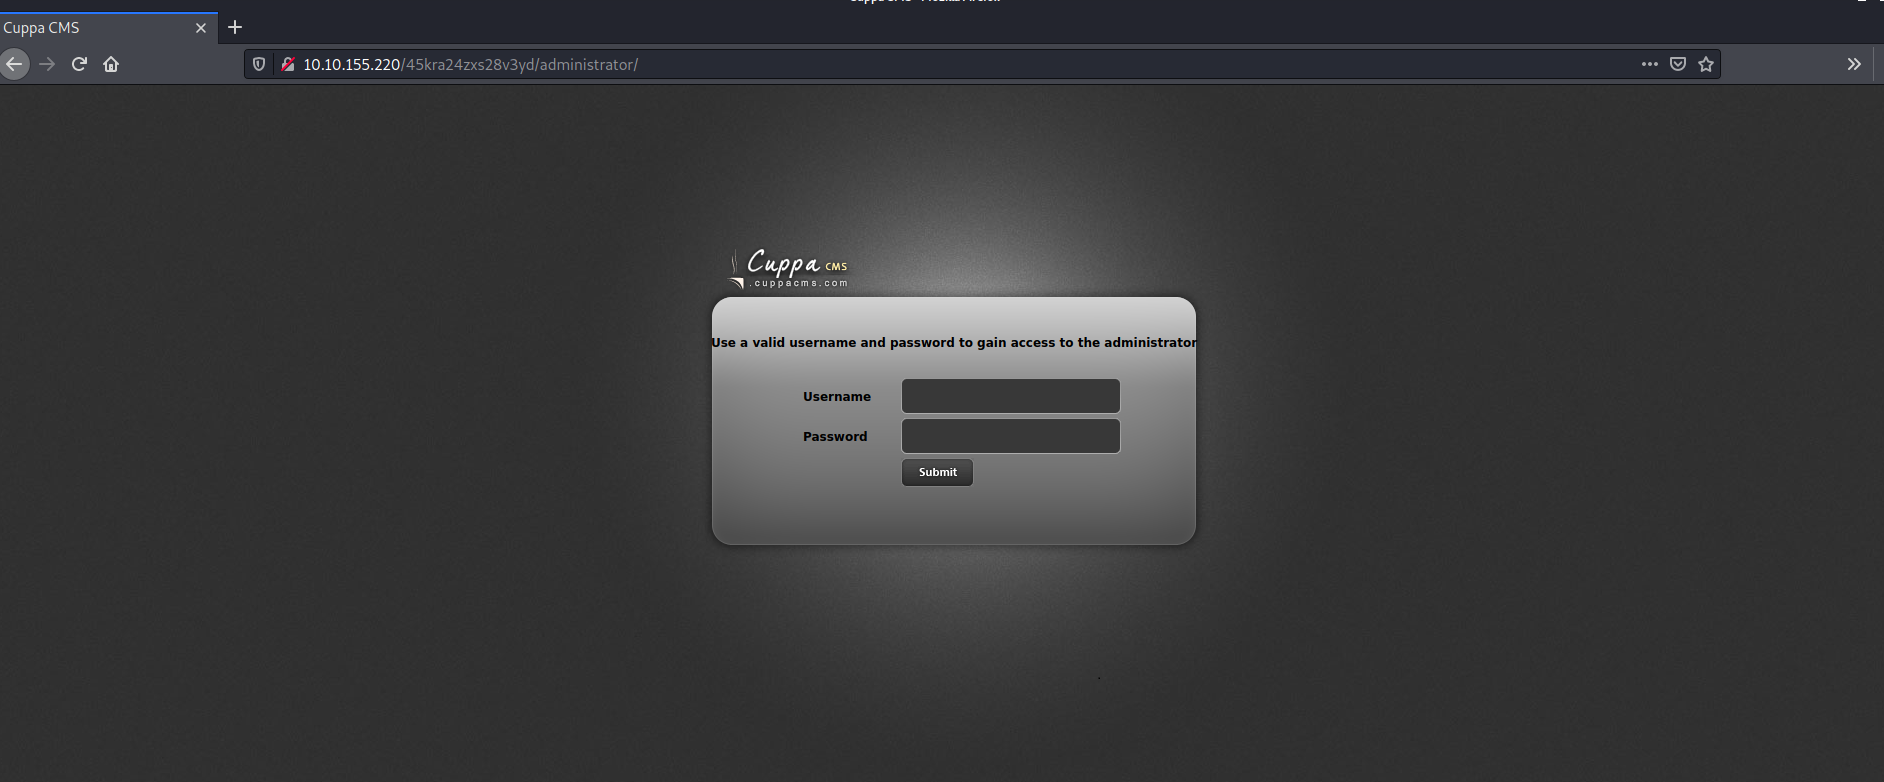 Cuppa CMS
10.10.155.220/45kra24zxs28v3yd/administrator/
Cuppa CMS
.cuppacms.com
Use a valid username and password to gain access to the administrator
Username
Password
Submit